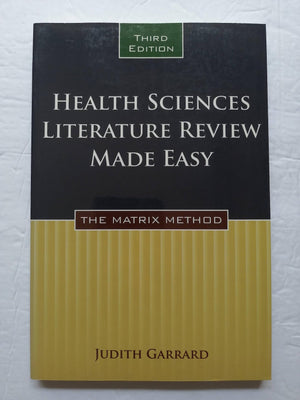 THIRD
EDITION
HEALTH SCIENCES
LITERATURE REVIEW
MADE EASY
THE MATRIX METHOD
JUDITH GARRARD